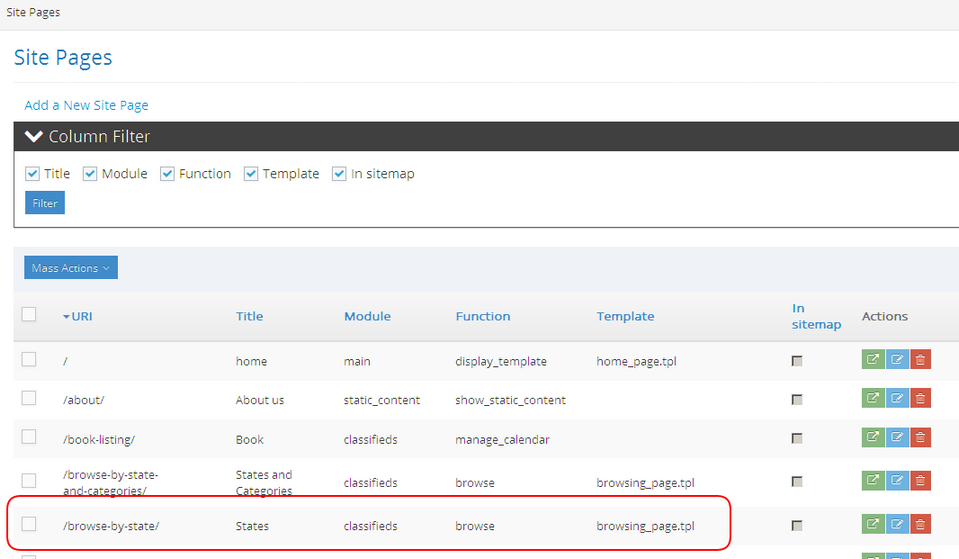 Site Pages
Site Pages
Add a New Site Page
Column Filter
Title Module Function Template In sitemap
Filter
Mass Actions
URI Title Module Function Template In sitemap Actions
/ home main display_template home_page.tpl
/about/ About us static_content show_static_content
/book-listing/ Book classifieds manage_calendar
/browse-by-state-and-categories/ States and Categories classifieds browse browsing_page.tpl
/browse-by-state/ States classifieds browse browsing_page.tpl